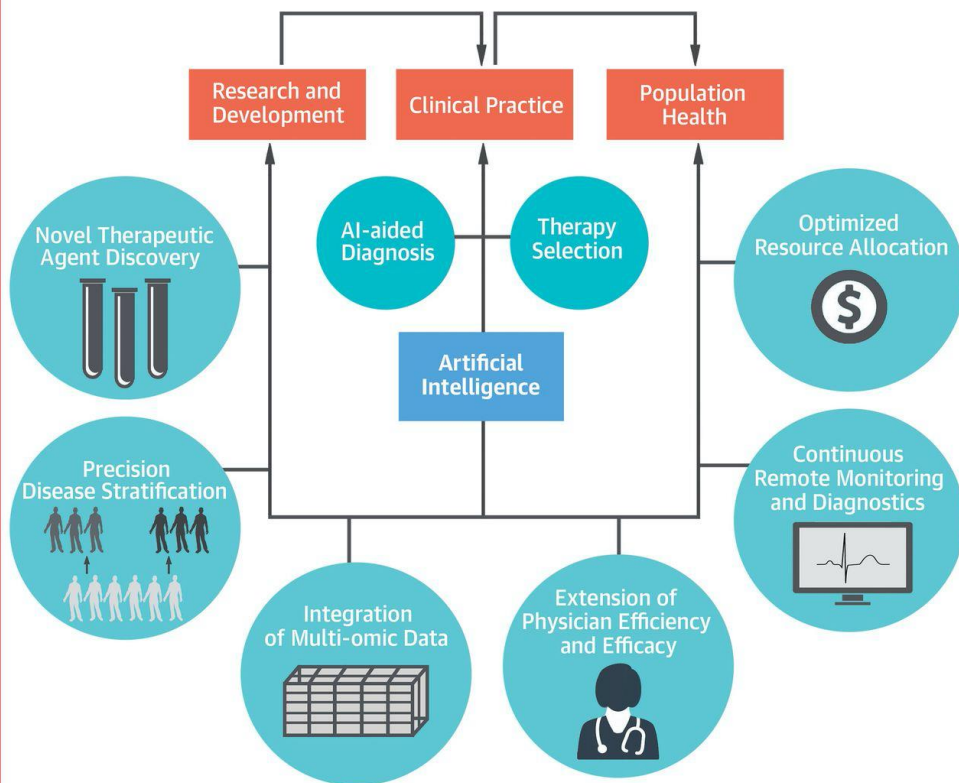 Research and
Development
Clinical Practice
Population
Health
Novel Therapeutic
Agent Discovery
AI-aided
Diagnosis
Therapy
Selection
Optimized
Resource Allocation
$
Artificial
Intelligence
Precision
Disease Stratification
Continuous
Remote Monitoring
and Diagnostics
Integration
of Multi-omic Data
Extension of
Physician Efficiency
and Efficacy